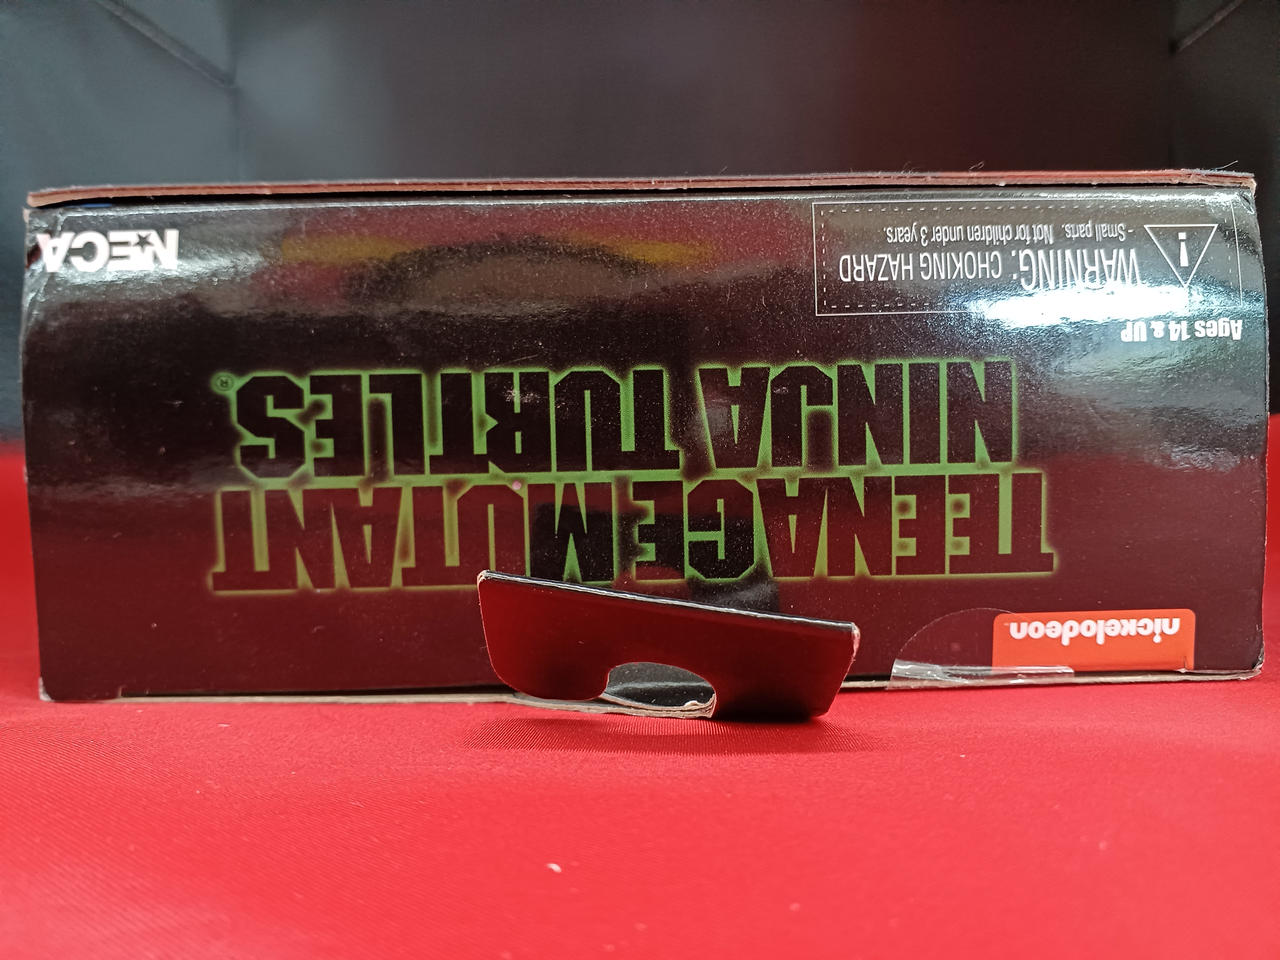 nickelodeon
TEENAGE MUTANT
NINJA TURTLES®
Ages 14 & UP
WARNING: CHOKING HAZARD
- Small parts. Not for children under 3 years.
NECA